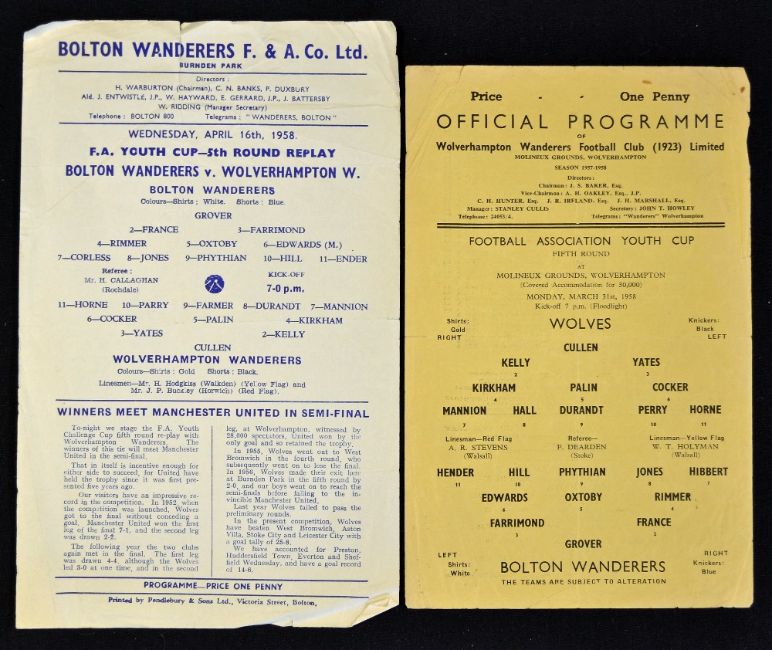 BOLTON WANDERERS F. & A. Co. Ltd.
BURNDEN PARK
Directors :
H. WARBURTON (Chairman), C. N. BANKS, P. DUXBURY
Ald. J. ENTWISTLE, J.P., W. HAYWARD, E. GERRARD, J.P., J. BATTERSBY
W. RIDDING (Manager Secretary)
Telephone : BOLTON 800 Telegrams : "WANDERERS, BOLTON"
WEDNESDAY, APRIL 16th, 1958.
F.A. YOUTH CUP—5th ROUND REPLAY
BOLTON WANDERERS v. WOLVERHAMPTON W.
BOLTON WANDERERS
Colours—Shirts : White. Shorts : Blue.
GROVER
2—FRANCE 3—FARRIMOND
4—RIMMER 5—OXTOBY 6—EDWARDS (M.)
7—CORLESS 8—JONES 9—PHYTHIAN 10—HILL 11—ENDER
Referee :
Mr. H. CALLAGHAN
(Rochdale)
KICK-OFF
7-0 p.m.
11—HORNE 10—PARRY 9—FARMER 8—DURANDT 7—MANNION
6—COCKER 5—PALIN 4—KIRKHAM
3—YATES 2—KELLY
CULLEN
WOLVERHAMPTON WANDERERS
Colours—Shirts : Gold Shorts : Black.
Linesmen—Mr. H. Hodgkiss (Walkden) (Yellow Flag) and
Mr. J. P. Buckley (Horwich) (Red Flag).
WINNERS MEET MANCHESTER UNITED IN SEMI-FINAL
To-night we stage the F.A. Youth
Challenge Cup fifth round re-play with
Wolverhampton Wanderers. The
winners of this tie will meet Manchester
United in the semi-final.
That in itself is incentive enough for
either side to succeed, for United have
held the trophy since it was first pre-
sented five years ago.
Our visitors have an impressive re-
cord in the competition. In 1952 when
the competition was launched, Wolves
got to the final without conceding a
goal. Manchester United won the first
leg of the final 7-1, and the second leg
was drawn 2-2.
The following year the two clubs
again met in the final. The first leg
was drawn 4-4, although the Wolves
led 3-0 at one time, and in the second
leg, at Wolverhampton, witnessed by
28,000 spectators, United won by the
only goal and so retained the trophy.
In 1955, Wolves went out to West
Bromwich in the fourth round, who
subsequently went on to lose the final.
In 1956, Wolves made their exit here
at Burnden Park in the fifth round by
2-0, and our boys went on to reach the
semi-finals before falling to the in-
vincible Manchester United.
Last year Wolves failed to pass the
preliminary rounds.
In the present competition, Wolves
have beaten West Bromwich, Aston
Villa, Stoke City and Leicester City with
a goal tally of 25-8.
We have accounted for Preston,
Huddersfield Town, Everton and Shef-
field Wednesday, and have a goal record
of 14-6.
PROGRAMME—PRICE ONE PENNY
Printed by Pendlebury & Sons Ltd., Victoria Street, Bolton.
Price - - One Penny
OFFICIAL PROGRAMME
OF
Wolverhampton Wanderers Football Club (1923) Limited
MOLINEUX GROUNDS, WOLVERHAMPTON
SEASON 1957-1958
Directors :
Chairman : J. S. BAKER, Esq.
Vice-Chairman : A. H. OAKLEY, Esq., J.P.
C. H. HUNTER, Esq. J. R. IRELAND, Esq. J. H. MARSHALL, Esq.
Manager : STANLEY CULLIS Secretary : JOHN T. HOWLEY
Telephone : 24053/4. Telegrams : "Wanderers" Wolverhampton
FOOTBALL ASSOCIATION YOUTH CUP
FIFTH ROUND
AT
MOLINEUX GROUNDS, WOLVERHAMPTON
(Covered Accommodation for 50,000)
MONDAY, MARCH 31st, 1958
Kick-off 7 p.m. (Floodlight)
Shirts:
Gold
RIGHT
WOLVES
Knickers:
Black
LEFT
CULLEN
KELLY YATES
2 3
KIRKHAM PALIN COCKER
4 5 6
MANNION HALL DURANDT PERRY HORNE
7 8 9 10 11
Linesman—Red Flag
A. R. STEVENS
(Walsall)
Referee—
F. DEARDEN
(Stoke)
Linesman—Yellow Flag
W. T. HOLYMAN
(Walsall)
HENDER HILL PHYTHIAN JONES HIBBERT
11 10 9 8 7
EDWARDS OXTOBY RIMMER
6 5 4
FARRIMOND FRANCE
3 2
GROVER
LEFT
Shirts:
White
BOLTON WANDERERS
RIGHT
Knickers:
Blue
THE TEAMS ARE SUBJECT TO ALTERATION